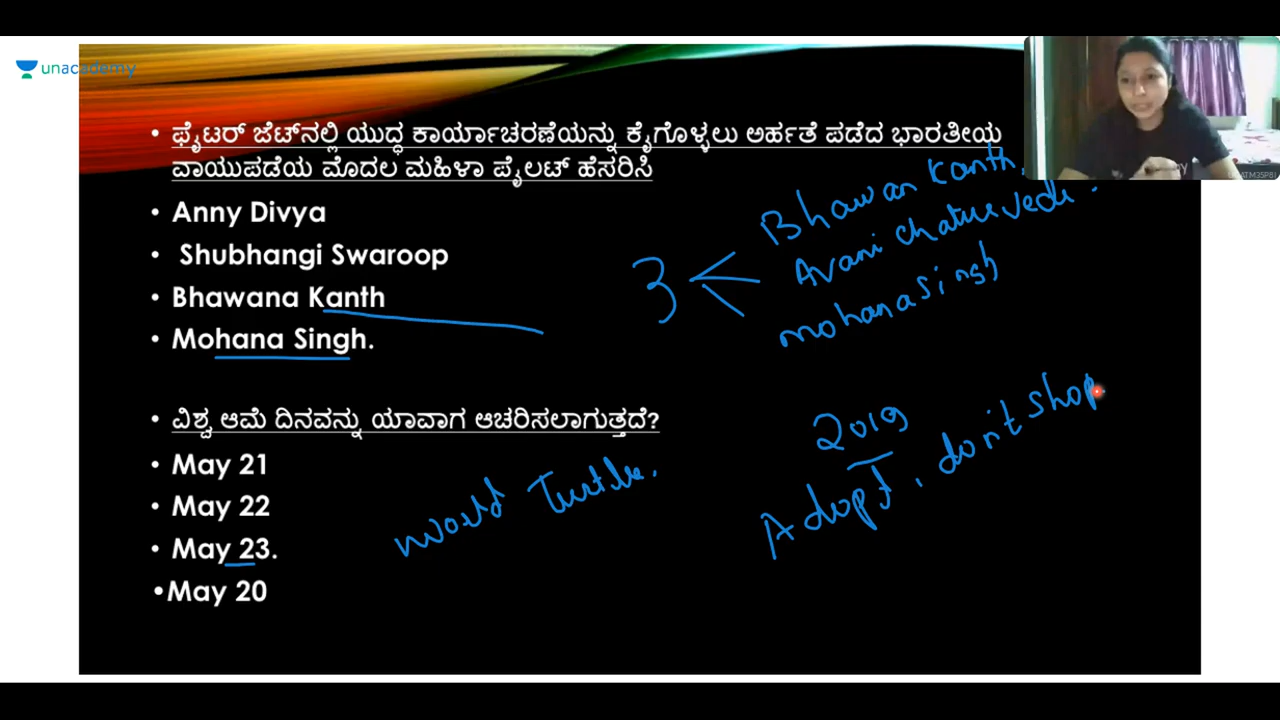 unacademy
• ಫೈಟರ್ ಜೆಟ್‌ನಲ್ಲಿ ಯುದ್ಧ ಕಾರ್ಯಾಚರಣೆಯನ್ನು ಕೈಗೊಳ್ಳಲು ಅರ್ಹತೆ ಪಡೆದ ಭಾರತೀಯ
ವಾಯುಪಡೆಯ ಮೊದಲ ಮಹಿಳಾ ಪೈಲಟ್ ಹೆಸರಿಸಿ
• Anny Divya
• Shubhangi Swaroop
• Bhawana Kanth
• Mohana Singh.
3
Bhawan Kanth.
Avani chaturvedi.
mohanasingh
• ವಿಶ್ವ ಆಮೆ ದಿನವನ್ನು ಯಾವಾಗ ಆಚರಿಸಲಾಗುತ್ತದೆ?
• May 21
• May 22
• May 23.
•May 20
world Turtle.
2019
Adopt, don't shop